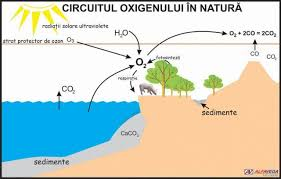 CIRCUITUL OXIGENULUI ÎN NATURĂ
radiații solare ultraviolete
strat protector de ozon O₃
H₂O
O₂ + 2CO = 2CO₂
fotosinteză
O₂
respirație
CO
CO₂
CO₂
sedimente
CaCO₃
sedimente